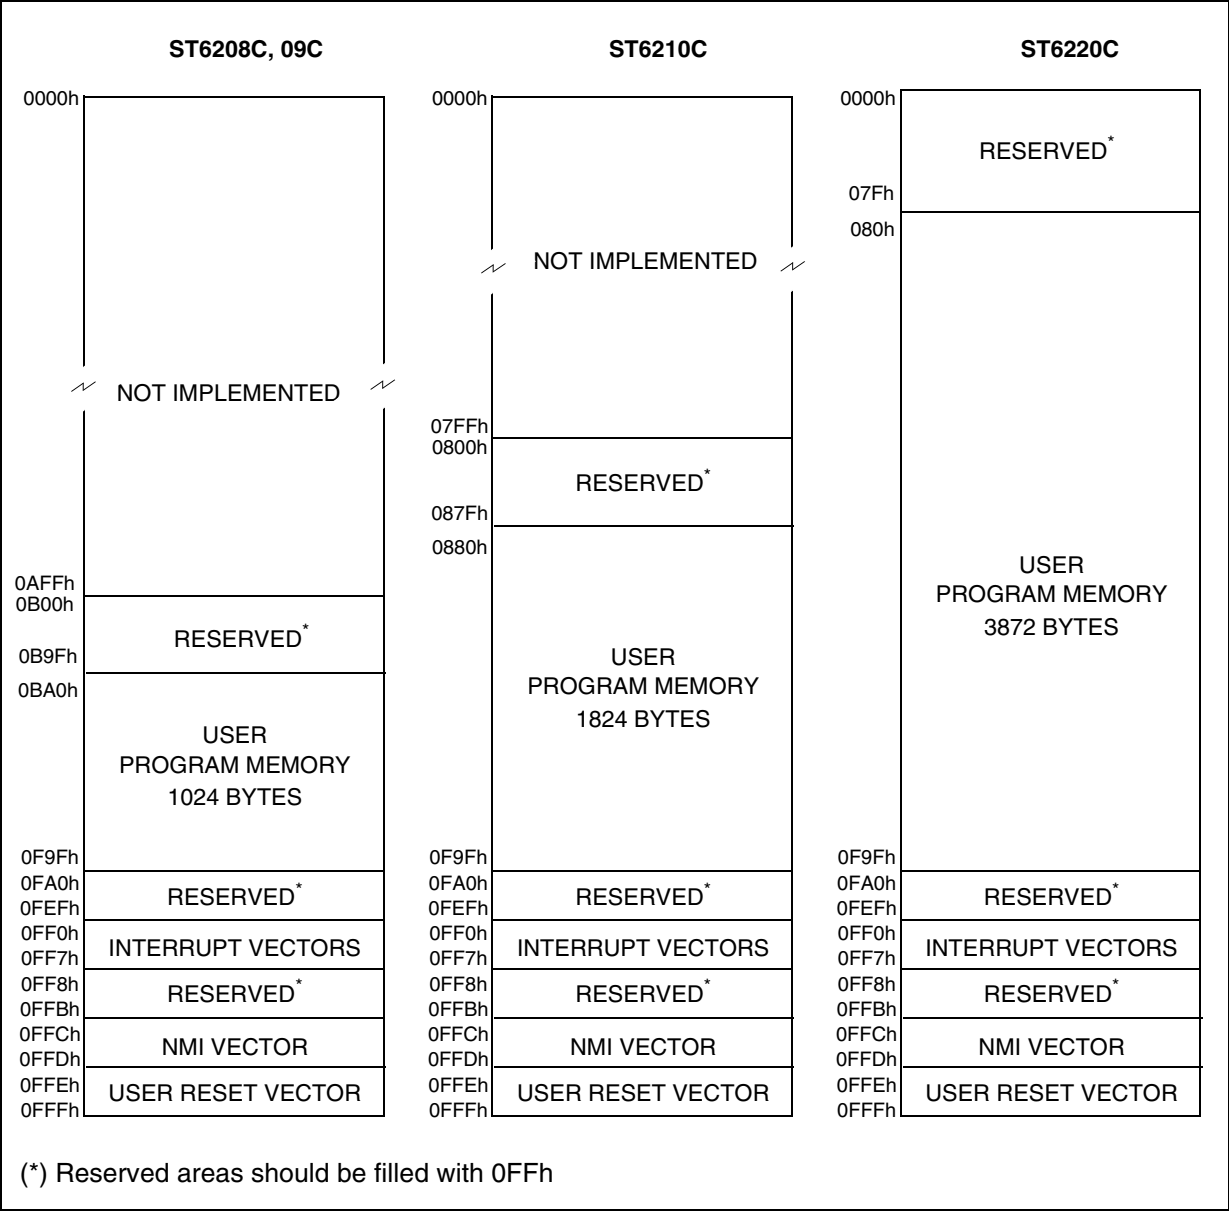 ST6208C, 09C
0000h
NOT IMPLEMENTED
0AFFh
0B00h
RESERVED*
0B9Fh
0BA0h
USER
PROGRAM MEMORY
1024 BYTES
0F9Fh
0FA0h
RESERVED*
0FEFh
0FF0h
INTERRUPT VECTORS
0FF7h
0FF8h
RESERVED*
0FFBh
0FFCh
NMI VECTOR
0FFDh
0FFEh
USER RESET VECTOR
0FFFh
ST6210C
0000h
NOT IMPLEMENTED
07FFh
0800h
RESERVED*
087Fh
0880h
USER
PROGRAM MEMORY
1824 BYTES
0F9Fh
0FA0h
RESERVED*
0FEFh
0FF0h
INTERRUPT VECTORS
0FF7h
0FF8h
RESERVED*
0FFBh
0FFCh
NMI VECTOR
0FFDh
0FFEh
USER RESET VECTOR
0FFFh
ST6220C
0000h
RESERVED*
07Fh
080h
USER
PROGRAM MEMORY
3872 BYTES
0F9Fh
0FA0h
RESERVED*
0FEFh
0FF0h
INTERRUPT VECTORS
0FF7h
0FF8h
RESERVED*
0FFBh
0FFCh
NMI VECTOR
0FFDh
0FFEh
USER RESET VECTOR
0FFFh
(*) Reserved areas should be filled with 0FFh